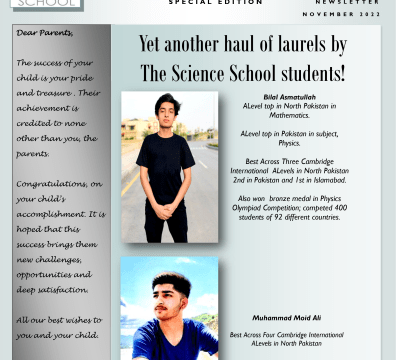 SCHOOL
SPECIAL EDITION
NEWSLETTER
NOVEMBER 2022
Dear Parents,
The success of your
child is your pride
and treasure . Their
achievement is
credited to none
other than you, the
parents.
Congratulations, on
your child's
accomplishment. It is
hoped that this
success brings them
new challenges,
opportunities and
deep satisfaction.
All our best wishes to
you and your child.
Yet another haul of laurels by
The Science School students!
Bilal Asmatullah
ALevel top in North Pakistan in
Mathematics.
ALevel top in Pakistan in subject,
Physics.
Best Across Three Cambridge
International ALevels in North Pakistan
2nd in Pakistan and 1st in Islamabad.
Also won bronze medal in Physics
Olympiad Competition; competed 400
students of 92 different countries.
Muhammad Moid Ali
Best Across Four Cambridge International
ALevels in North Pakistan